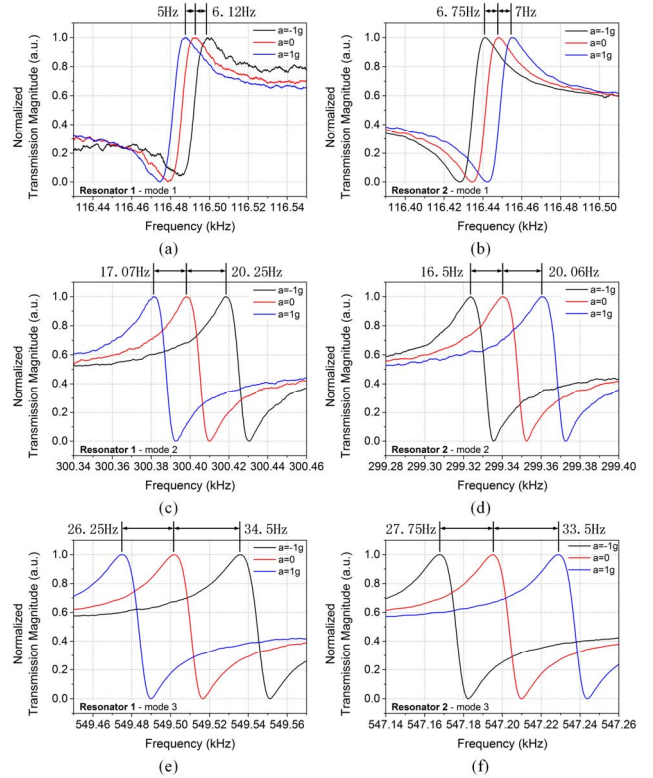 5Hz 6.12Hz
1.0
0.8
0.6
0.4
0.2
0.0
Normalized
Transmission Magnitude (a.u.)
a=-1g
a=0
a=1g
Resonator 1 - mode 1
116.44 116.46 116.48 116.50 116.52 116.54
Frequency (kHz)
(a)
6.75Hz 7Hz
1.0
0.8
0.6
0.4
0.2
0.0
Normalized
Transmission Magnitude (a.u.)
a=-1g
a=0
a=1g
Resonator 2 - mode 1
116.40 116.42 116.44 116.46 116.48 116.50
Frequency (kHz)
(b)
17.07Hz 20.25Hz
1.0
0.8
0.6
0.4
0.2
0.0
Normalized
Transmission Magnitude (a.u.)
a=-1g
a=0
a=1g
Resonator 1 - mode 2
300.34 300.36 300.38 300.40 300.42 300.44 300.46
Frequency (kHz)
(c)
16.5Hz 20.06Hz
1.0
0.8
0.6
0.4
0.2
0.0
Normalized
Transmission Magnitude (a.u.)
a=-1g
a=0
a=1g
Resonator 2 - mode 2
299.28 299.30 299.32 299.34 299.36 299.38 299.40
Frequency (kHz)
(d)
26.25Hz 34.5Hz
1.0
0.8
0.6
0.4
0.2
0.0
Normalized
Transmission Magnitude (a.u.)
a=-1g
a=0
a=1g
Resonator 1 - mode 3
549.46 549.48 549.50 549.52 549.54 549.56
Frequency (kHz)
(e)
27.75Hz 33.5Hz
1.0
0.8
0.6
0.4
0.2
0.0
Normalized
Transmission Magnitude (a.u.)
a=-1g
a=0
a=1g
Resonator 2 - mode 3
547.14 547.16 547.18 547.20 547.22 547.24 547.26
Frequency (kHz)
(f)